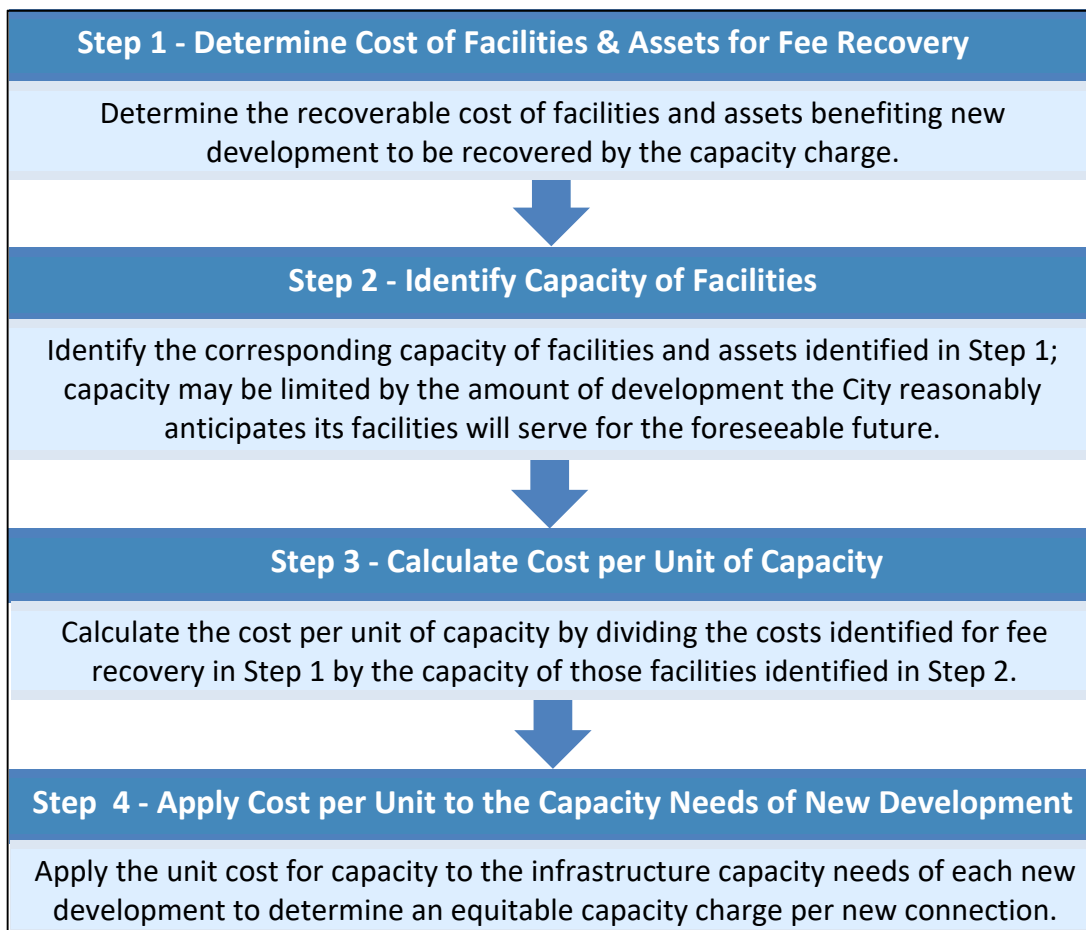 Step 1 - Determine Cost of Facilities & Assets for Fee Recovery
Determine the recoverable cost of facilities and assets benefiting new
development to be recovered by the capacity charge.
Step 2 - Identify Capacity of Facilities
Identify the corresponding capacity of facilities and assets identified in Step 1;
capacity may be limited by the amount of development the City reasonably
anticipates its facilities will serve for the foreseeable future.
Step 3 - Calculate Cost per Unit of Capacity
Calculate the cost per unit of capacity by dividing the costs identified for fee
recovery in Step 1 by the capacity of those facilities identified in Step 2.
Step  4 - Apply Cost per Unit to the Capacity Needs of New Development
Apply the unit cost for capacity to the infrastructure capacity needs of each new
development to determine an equitable capacity charge per new connection.